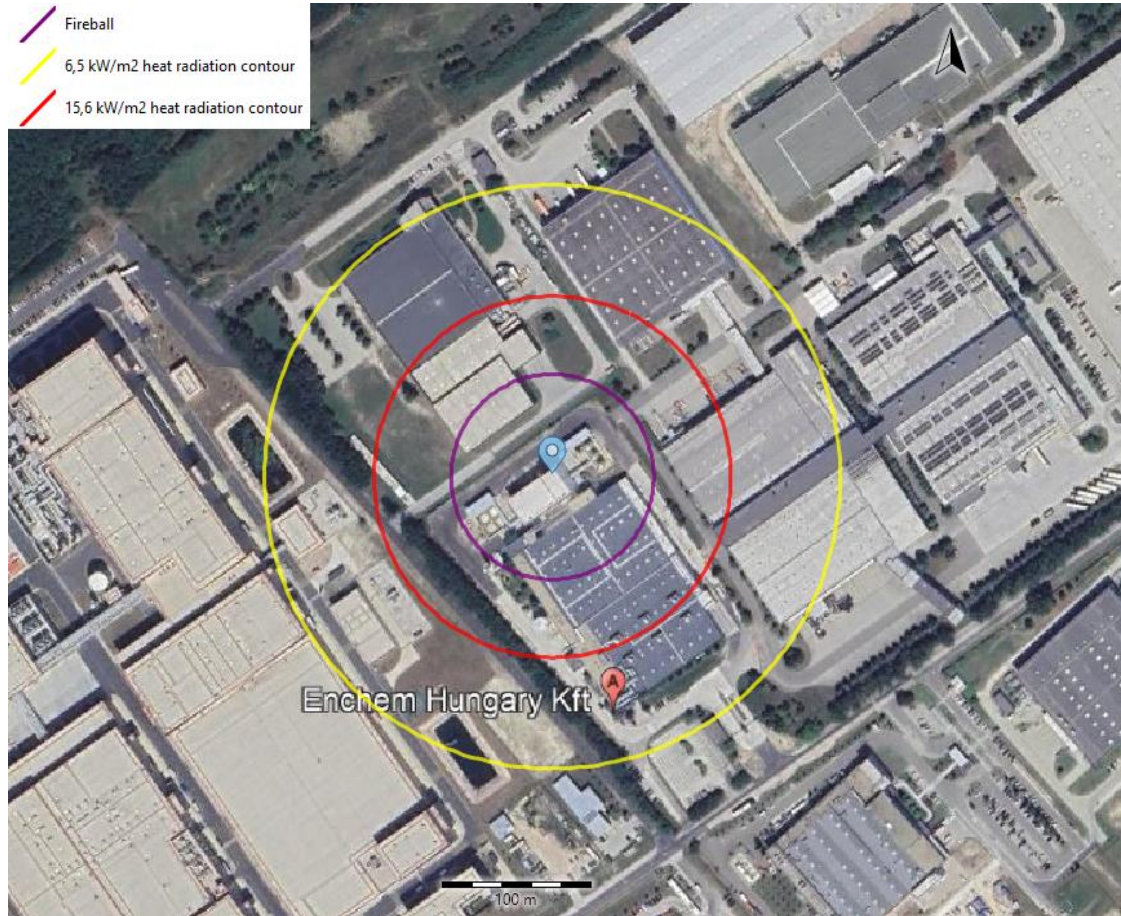 Fireball
6,5 kW/m2 heat radiation contour
15,6 kW/m2 heat radiation contour
A
Enchem Hungary Kft
100 m